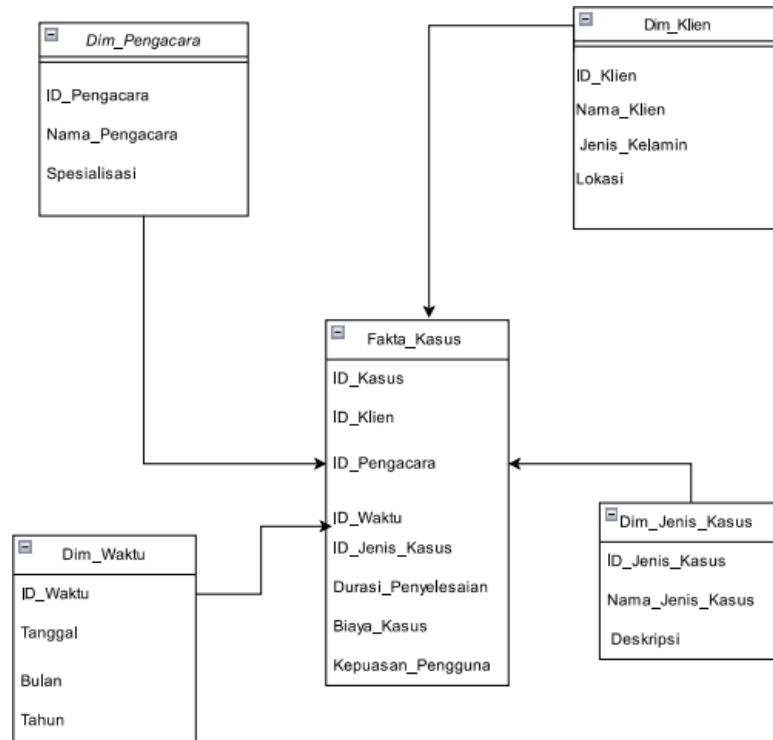 Dim_Pengacara
ID_Pengacara
Nama_Pengacara
Spesialisasi
Dim_Klien
ID_Klien
Nama_Klien
Jenis_Kelamin
Lokasi
Fakta_Kasus
ID_Kasus
ID_Klien
ID_Pengacara
ID_Waktu
ID_Jenis_Kasus
Durasi_Penyelesaian
Biaya_Kasus
Kepuasan_Pengguna
Dim_Waktu
ID_Waktu
Tanggal
Bulan
Tahun
Dim_Jenis_Kasus
ID_Jenis_Kasus
Nama_Jenis_Kasus
Deskripsi